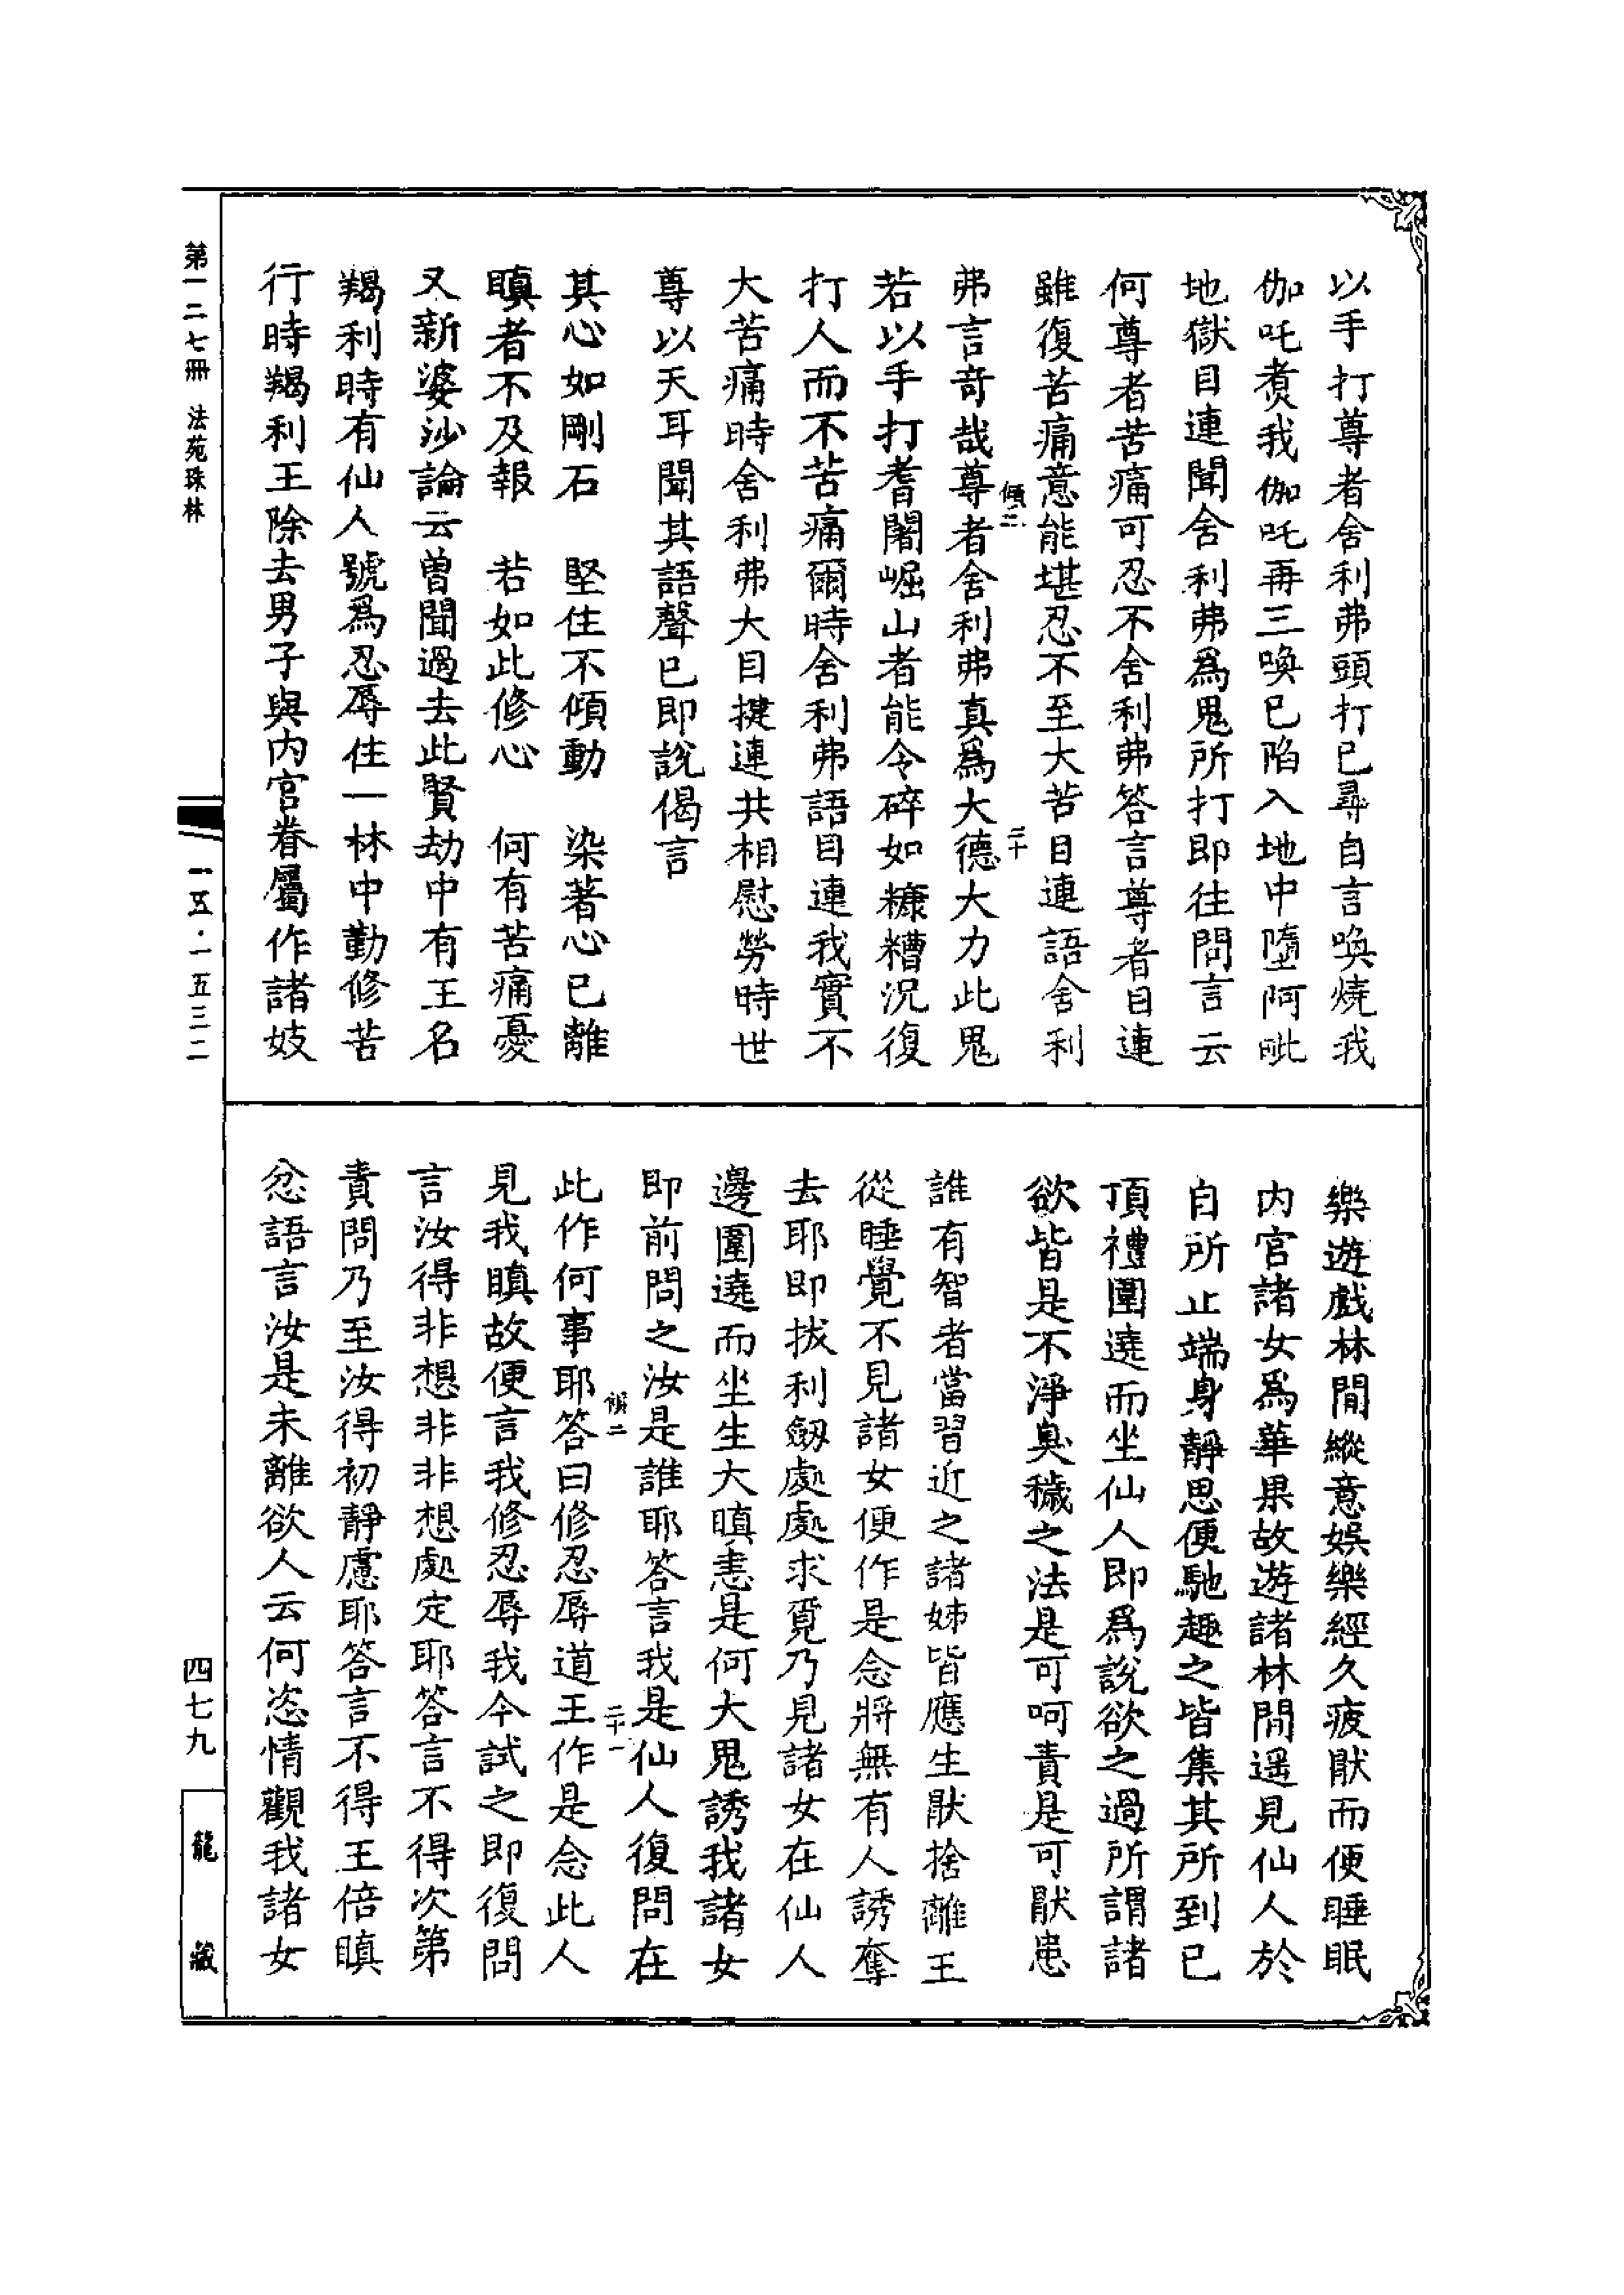 以手打尊者舍利弗頭打已尋自言喚燒我
伽吒煑我伽吒再三喚已陷入地中墮阿毗
地獄目連聞舍利弗爲鬼所打即往問言云
何尊者苦痛可忍不舍利弗答言尊者目連
雖復苦痛意能堪忍不至大苦目連語舍利
傾二
二十
弗言奇哉尊者舍利弗真爲大德大力此鬼
若以手打耆闍崛山者能令碎如糠糟況復
打人而不苦痛爾時舍利弗語目連我實不
大苦痛時舍利弗大目揵連共相慰勞時世
尊以天耳聞其語聲已即說偈言
其心如剛石　堅住不傾動　染著心已離
瞋者不及報　若如此修心　何有苦痛憂
又新婆沙論云曾聞過去此賢劫中有王名
羯利時有仙人號爲忍辱住一林中勤修苦
行時羯利王除去男子與內宮眷屬作諸妓
樂遊戲林閒縱意娛樂經久疲猒而便睡眠
內宮諸女爲華果故遊諸林閒遥見仙人於
自所止端身靜思便馳趣之皆集其所到已
頂禮圍遶而坐仙人即爲說欲之過所謂諸
欲皆是不淨臭穢之法是可呵責是可猒患
誰有智者當習近之諸姊皆應生猒捨離王
從睡覺不見諸女便作是念將無有人誘奪
去耶即拔利劒處處求覓乃見諸女在仙人
邊圍遶而坐生大瞋恚是何大鬼誘我諸女
即前問之汝是誰耶答言我是仙人復問在
傾二
二十一
此作何事耶答曰修忍辱道王作是念此人
見我瞋故便言我修忍辱我今試之即復問
言汝得非想非非想處定耶答言不得次第
責問乃至汝得初靜慮耶答言不得王倍瞋
忿語言汝是未離欲人云何恣情觀我諸女
第一二七冊　法苑珠林
一五·一五三二
四七九
龍藏